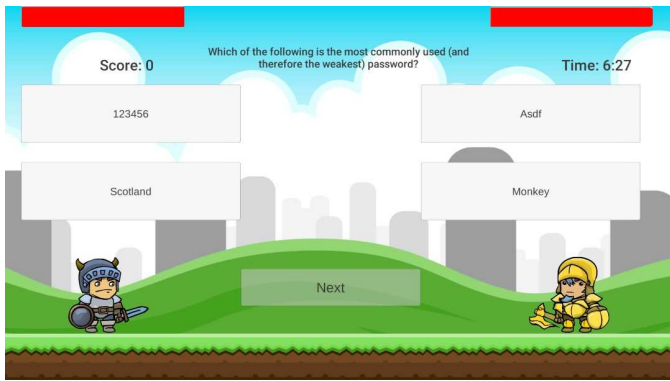 Which of the following is the most commonly used (and
therefore the weakest) password?
Score: 0
Time: 6:27
123456
Asdf
Scotland
Monkey
Next